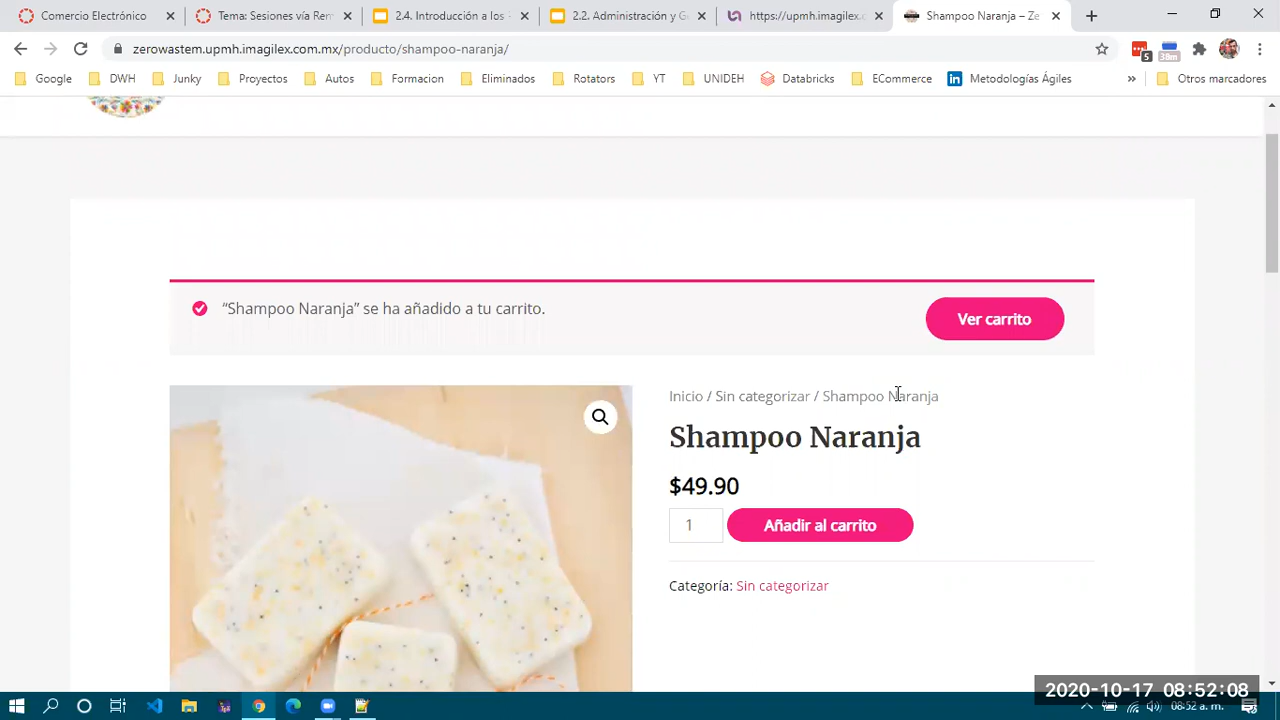 Comercio Electrónico
Tema: Sesiones vía Rem
2.4. Introducción a los
2.2. Administración y G
https://upmh.imagilex.c
Shampoo Naranja – Ze
zerowastem.upmh.imagilex.com.mx/producto/shampoo-naranja/
5
38m
Google
DWH
Junky
Proyectos
Autos
Formacion
Eliminados
Rotators
YT
UNIDEH
Databricks
ECommerce
Metodologías Ágiles
»
Otros marcadores
“Shampoo Naranja” se ha añadido a tu carrito.
Ver carrito
Inicio / Sin categorizar / Shampoo Naranja
Shampoo Naranja
$49.90
1
Añadir al carrito
Categoría: Sin categorizar
2020-10-17 08:52:08
08:52 a. m.